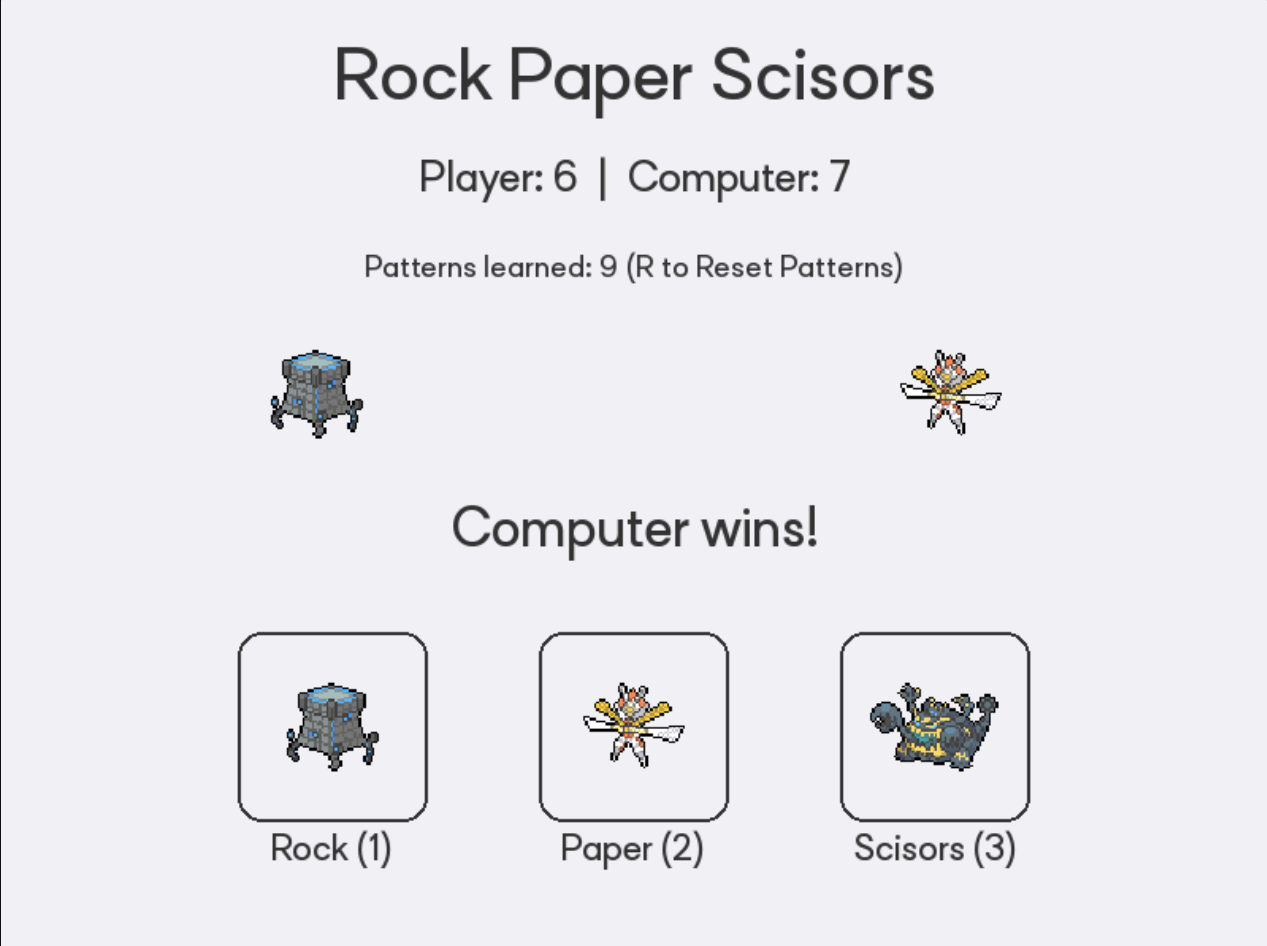 Rock Paper Scisors
Player: 6 | Computer: 7
Patterns learned: 9 (R to Reset Patterns)
Computer wins!
Rock (1) Paper (2) Scisors (3)